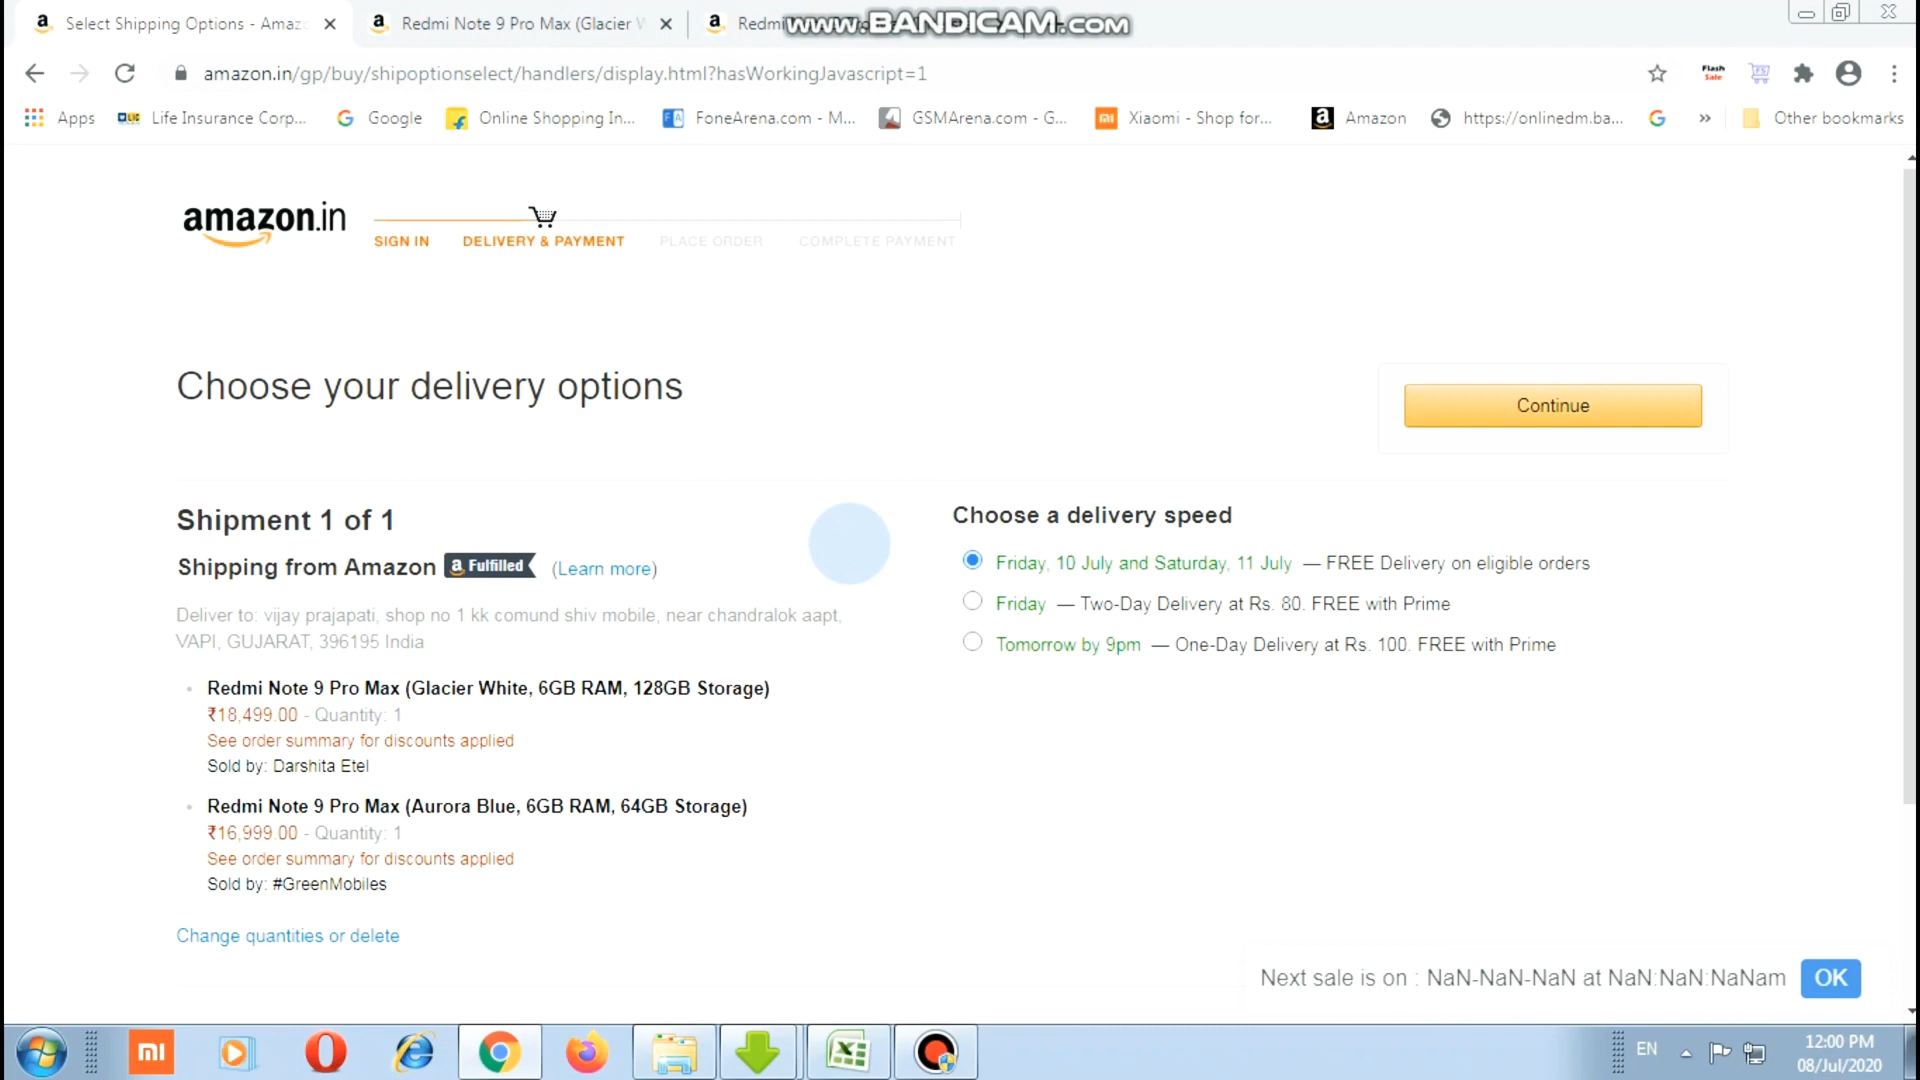 Select Shipping Options - Amaz
Redmi Note 9 Pro Max (Glacier W
Redmi
www.BANDICAM.com
amazon.in/gp/buy/shipoptionselect/handlers/display.html?hasWorkingJavascript=1
Flash Sale
Apps
LIC
Life Insurance Corp...
Google
Online Shopping In...
FoneArena.com - M...
GSMArena.com - G...
Xiaomi - Shop for...
Amazon
https://onlinedm.ba...
»
Other bookmarks
amazon.in
SIGN IN
DELIVERY & PAYMENT
PLACE ORDER
COMPLETE PAYMENT
Choose your delivery options
Continue
Shipment 1 of 1
Shipping from Amazon a Fulfilled (Learn more)
Deliver to: vijay prajapati, shop no 1 kk comund shiv mobile, near chandralok aapt,
VAPI, GUJARAT, 396195 India
Redmi Note 9 Pro Max (Glacier White, 6GB RAM, 128GB Storage)
₹18,499.00 - Quantity: 1
See order summary for discounts applied
Sold by: Darshita Etel
Redmi Note 9 Pro Max (Aurora Blue, 6GB RAM, 64GB Storage)
₹16,999.00 - Quantity: 1
See order summary for discounts applied
Sold by: #GreenMobiles
Change quantities or delete
Choose a delivery speed
Friday, 10 July and Saturday, 11 July — FREE Delivery on eligible orders
Friday — Two-Day Delivery at Rs. 80. FREE with Prime
Tomorrow by 9pm — One-Day Delivery at Rs. 100. FREE with Prime
Next sale is on : NaN-NaN-NaN at NaN:NaN:NaNam
OK
EN
12:00 PM
08/Jul/2020